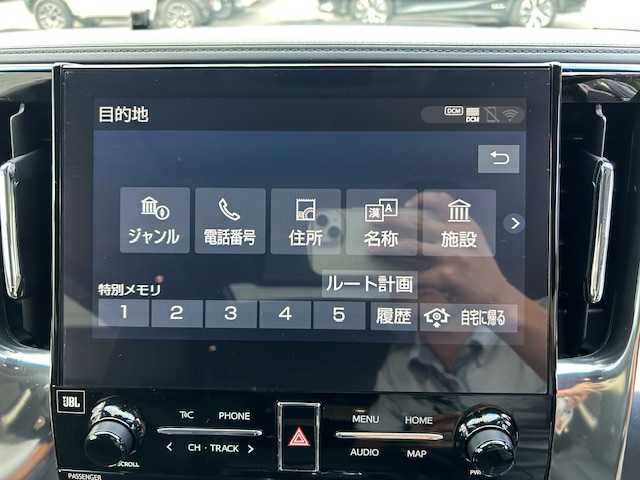 目的地
DCM
DCM
ジャンル 電話番号 住所 名称 施設
漢 A
特別メモリ ルート計画
1 2 3 4 5 履歴 自宅に帰る
JBL
T/C PHONE MENU HOME
CH · TRACK AUDIO MAP
SCROLL
PASSENGER